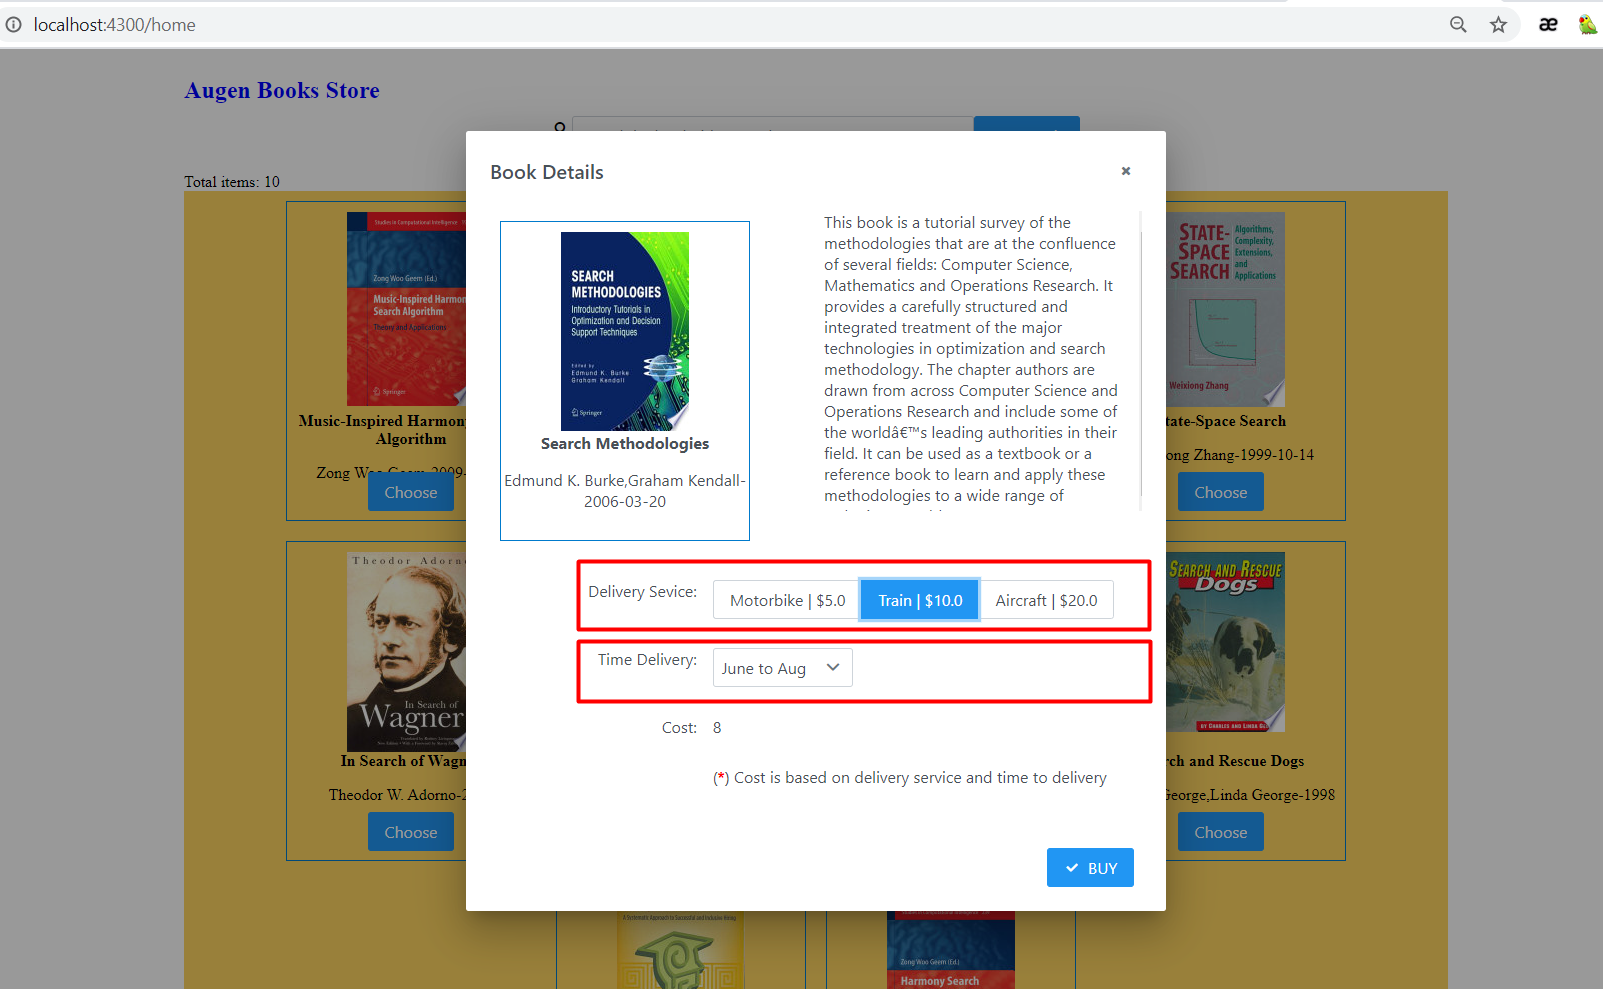 localhost:4300/home
æ
Augen Books Store
Total items: 10
Book Details
×
Studies in Computational Intelligence
Zong Woo Geem (Ed.)
Music-Inspired Harmon
Search Algorithm
Theory and Applications
Springer
Music-Inspired Harmon
Algorithm
Choose
SEARCH
METHODOLOGIES
Introductory Tutorials in
Optimization and Decision
Support Techniques
Edited by
Edmund K. Burke
Graham Kendall
Springer
Search Methodologies
Edmund K. Burke,Graham Kendall-
2006-03-20
This book is a tutorial survey of the
methodologies that are at the confluence
of several fields: Computer Science,
Mathematics and Operations Research. It
provides a carefully structured and
integrated treatment of the major
technologies in optimization and search
methodology. The chapter authors are
drawn from across Computer Science and
Operations Research and include some of
the worldâ€™s leading authorities in their
field. It can be used as a textbook or a
reference book to learn and apply these
methodologies to a wide range of
STATE-
SPACE
SEARCH
Algorithms,
Complexity,
Extensions,
and
Applications
Weixiong Zhang
tate-Space Search
ong Zhang-1999-10-14
Choose
Delivery Sevice:
Motorbike | $5.0
Train | $10.0
Aircraft | $20.0
Time Delivery:
June to Aug
Cost:
8
(*) Cost is based on delivery service and time to delivery
BUY
Theodor Adorno
In Search of
Wagner
In Search of Wagn
Theodor W. Adorno-2
Choose
SEARCH AND RESCUE
Dogs
BY CHARLES AND LINDA G
rch and Rescue Dogs
George,Linda George-1998
Choose
A Systematic Approach to Successful and Inclusive Hiring
Zong Woo Geem (Ed.)
Harmony Search